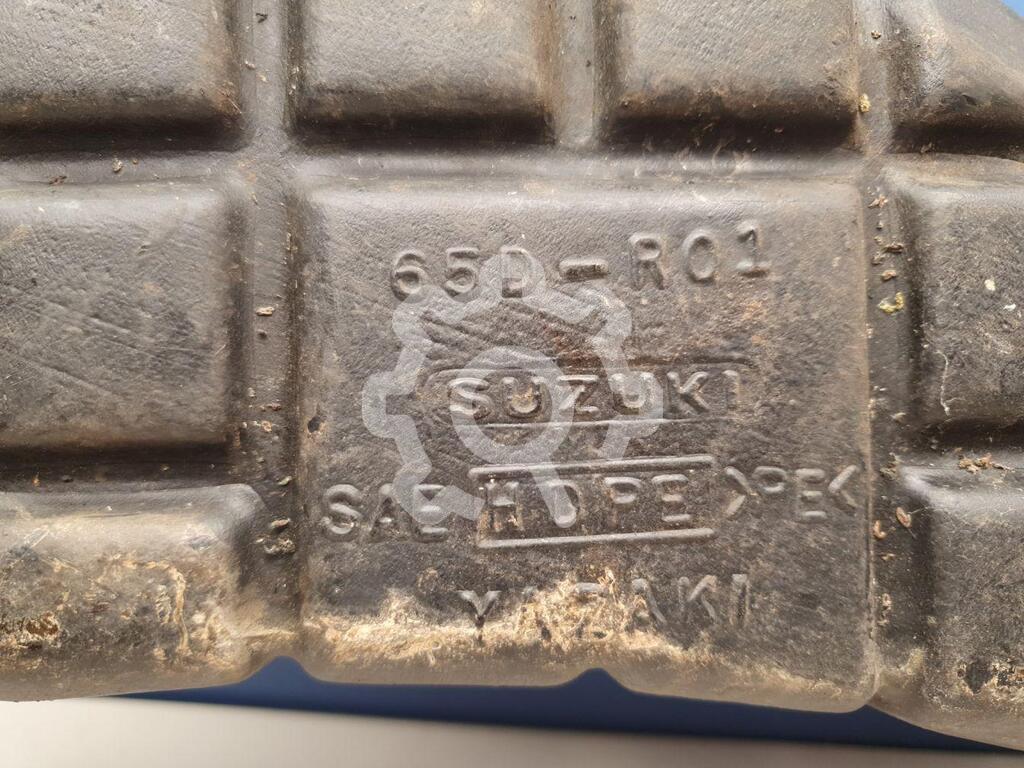 65D-R01
SUZUKI
SAE HDPE >PE<